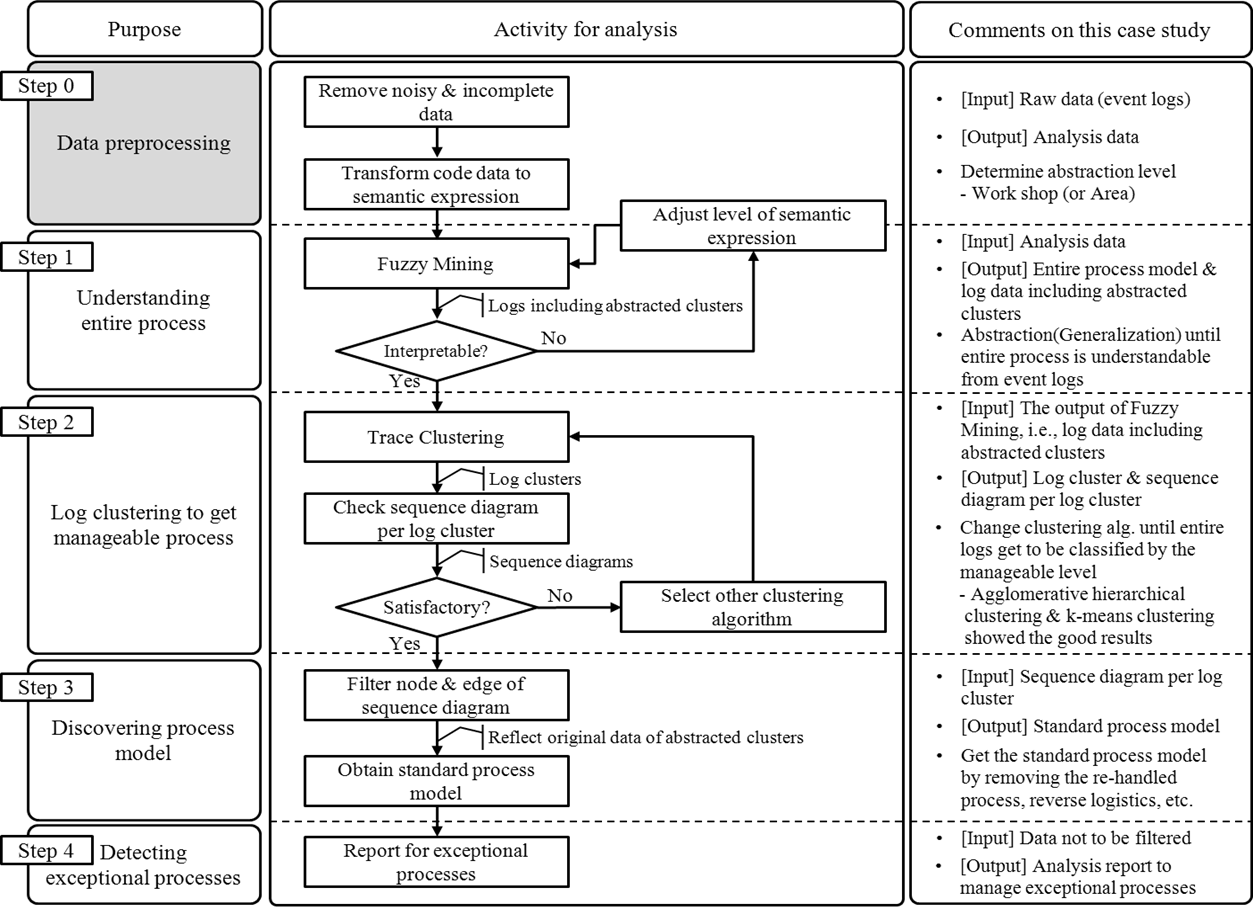 Purpose
Activity for analysis
Comments on this case study
Step 0
Data preprocessing
Remove noisy & incomplete
data
Transform code data to
semantic expression
• [Input] Raw data (event logs)
• [Output] Analysis data
• Determine abstraction level
- Work shop (or Area)
Step 1
Understanding
entire process
Adjust level of semantic
expression
Fuzzy Mining
Logs including abstracted clusters
Interpretable?
No
Yes
• [Input] Analysis data
• [Output] Entire process model &
log data including abstracted
clusters
• Abstraction(Generalization) until
entire process is understandable
from event logs
Step 2
Log clustering to get
manageable process
Trace Clustering
Log clusters
Check sequence diagram
per log cluster
Sequence diagrams
Satisfactory?
No
Select other clustering
algorithm
Yes
• [Input] The output of Fuzzy
Mining, i.e., log data including
abstracted clusters
• [Output] Log cluster & sequence
diagram per log cluster
• Change clustering alg. until entire
logs get to be classified by the
manageable level
- Agglomerative hierarchical
clustering & k-means clustering
showed the good results
Step 3
Discovering process
model
Filter node & edge of
sequence diagram
Reflect original data of abstracted clusters
Obtain standard process
model
• [Input] Sequence diagram per log
cluster
• [Output] Standard process model
• Get the standard process model
by removing the re-handled
process, reverse logistics, etc.
Step 4
Detecting
exceptional processes
Report for exceptional
processes
• [Input] Data not to be filtered
• [Output] Analysis report to
manage exceptional processes